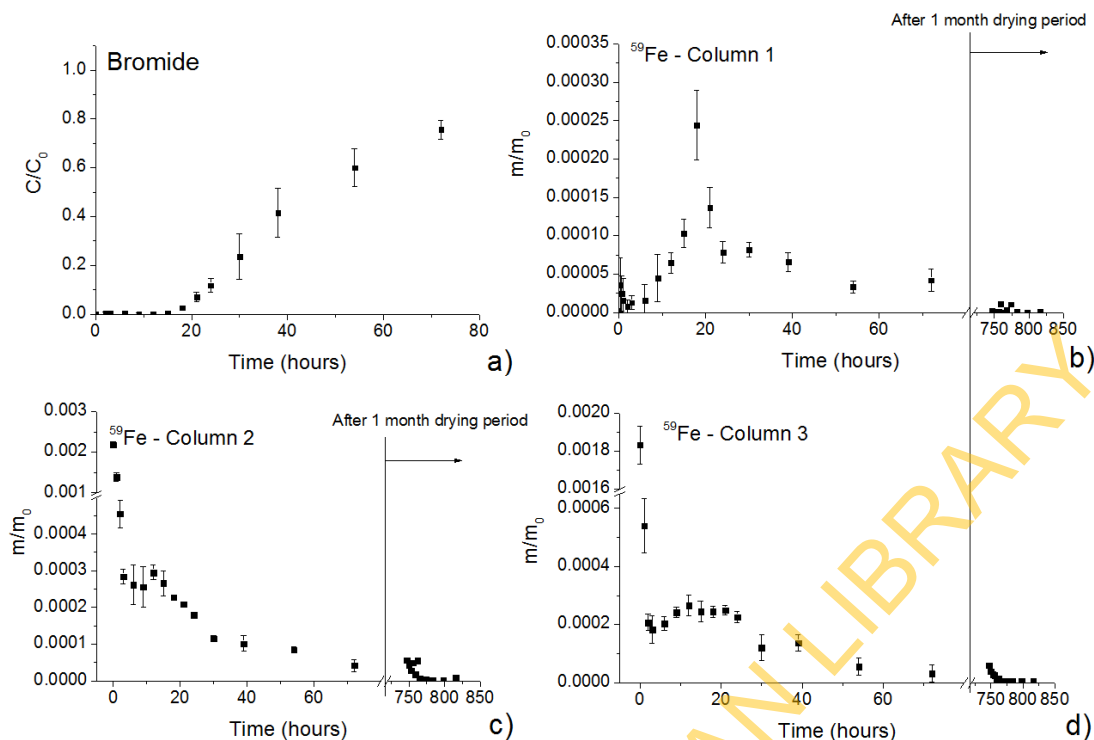 Bromide
1.0
0.8
0.6
0.4
0.2
0.0
C/C0
0 20 40 60 80
Time (hours)
a)
After 1 month drying period
59Fe - Column 1
0.00035
0.00030
0.00025
0.00020
0.00015
0.00010
0.00005
0.00000
m/m0
0 20 40 60 750 800 850
Time (hours)
b)
After 1 month drying period
59Fe - Column 2
0.003
0.002
0.001
0.0004
0.0003
0.0002
0.0001
0.0000
m/m0
0 20 40 60 750 800 850
Time (hours)
c)
59Fe - Column 3
0.0020
0.0018
0.0016
0.0006
0.0004
0.0002
0.0000
m/m0
0 20 40 60 750 800 850
Time (hours)
d)
AN LIBRARY